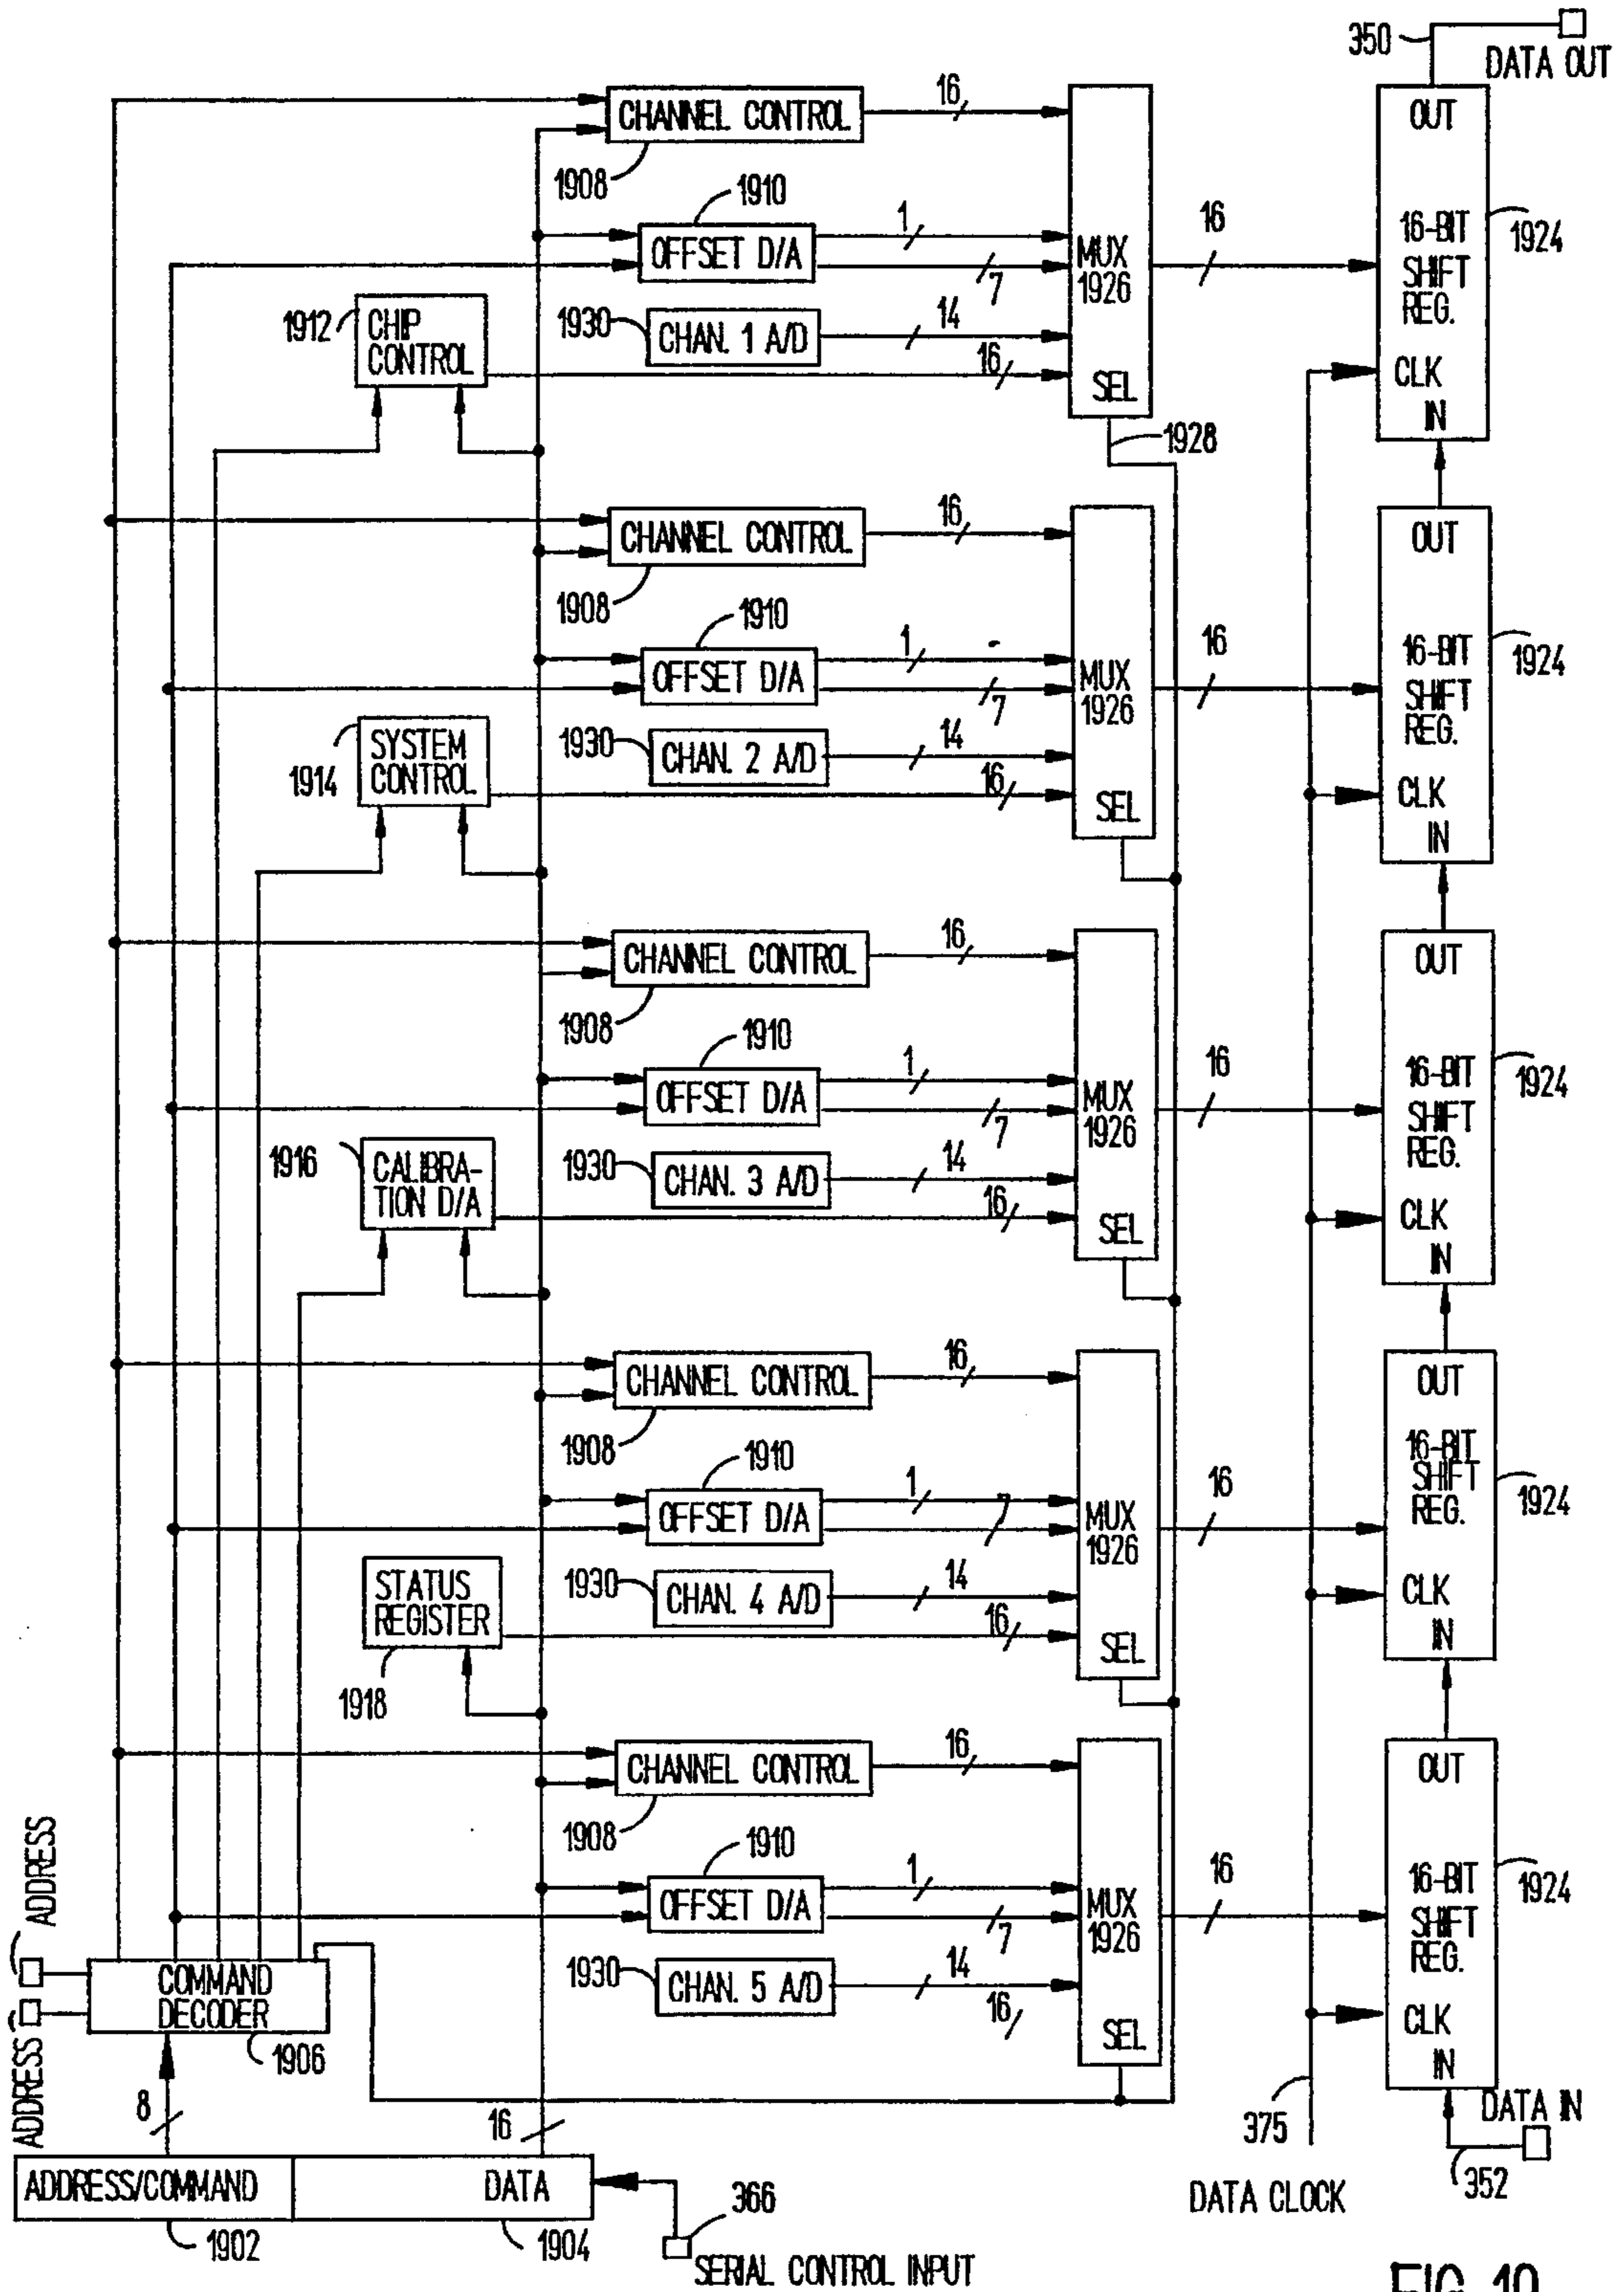 350
DATA OUT
CHANNEL CONTROL
16
OUT
1908
1910
OFFSET D/A
1
7
MUX
1926
16
16-BIT
SHIFT
REG.
1924
1912
CHIP
CONTROL
1930
CHAN. 1 A/D
14
16
SEL
CLK
IN
1928
CHANNEL CONTROL
16
OUT
1908
1910
OFFSET D/A
1
7
MUX
1926
16
16-BIT
SHIFT
REG.
1924
1914
SYSTEM
CONTROL
1930
CHAN. 2 A/D
14
16
SEL
CLK
IN
CHANNEL CONTROL
16
OUT
1908
1910
OFFSET D/A
1
7
MUX
1926
16
16-BIT
SHIFT
REG.
1924
1916
CALIBRA-
TION D/A
1930
CHAN. 3 A/D
14
16
SEL
CLK
IN
CHANNEL CONTROL
16
OUT
1908
1910
OFFSET D/A
1
7
MUX
1926
16
16-BIT
SHIFT
REG.
1924
STATUS
REGISTER
1918
1930
CHAN. 4 A/D
14
16
SEL
CLK
IN
CHANNEL CONTROL
16
OUT
1908
1910
OFFSET D/A
1
7
MUX
1926
16
16-BIT
SHIFT
REG.
1924
1930
CHAN. 5 A/D
14
16
SEL
CLK
IN
ADDRESS
ADDRESS
COMMAND
DECODER
1906
8
16
375
DATA CLOCK
DATA IN
352
ADDRESS/COMMAND
DATA
1902
1904
366
SERIAL CONTROL INPUT
FIG. 19